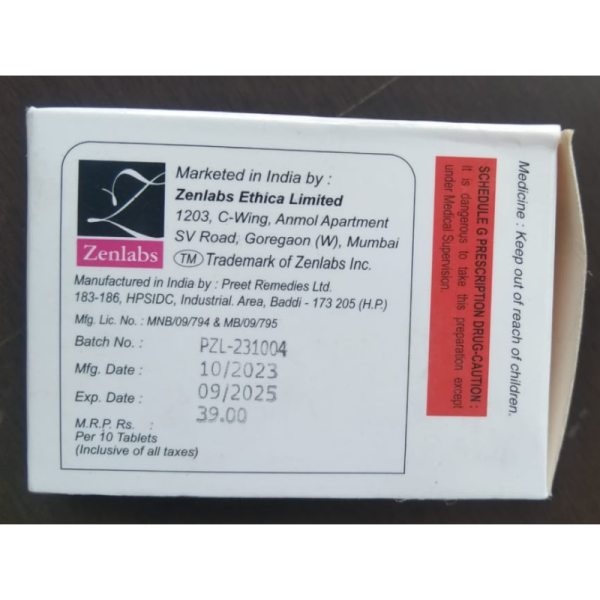 Zenlabs
Marketed in India by :
Zenlabs Ethica Limited
1203, C-Wing, Anmol Apartment
SV Road, Goregaon (W), Mumbai
TM Trademark of Zenlabs Inc.
Manufactured in India by : Preet Remedies Ltd.
183-186, HPSIDC, Industrial. Area, Baddi - 173 205 (H.P.)
Mfg. Lic. No. : MNB/09/794 & MB/09/795
Batch No. : PZL-231004
Mfg. Date : 10/2023
Exp. Date : 09/2025
M.R.P. Rs. : 39.00
Per 10 Tablets
(Inclusive of all taxes)
Medicine : Keep out of reach of children.
SCHEDULE G PRESCRIPTION DRUG-CAUTION :
It is dangerous to take this preparation except
under Medical Supervision.